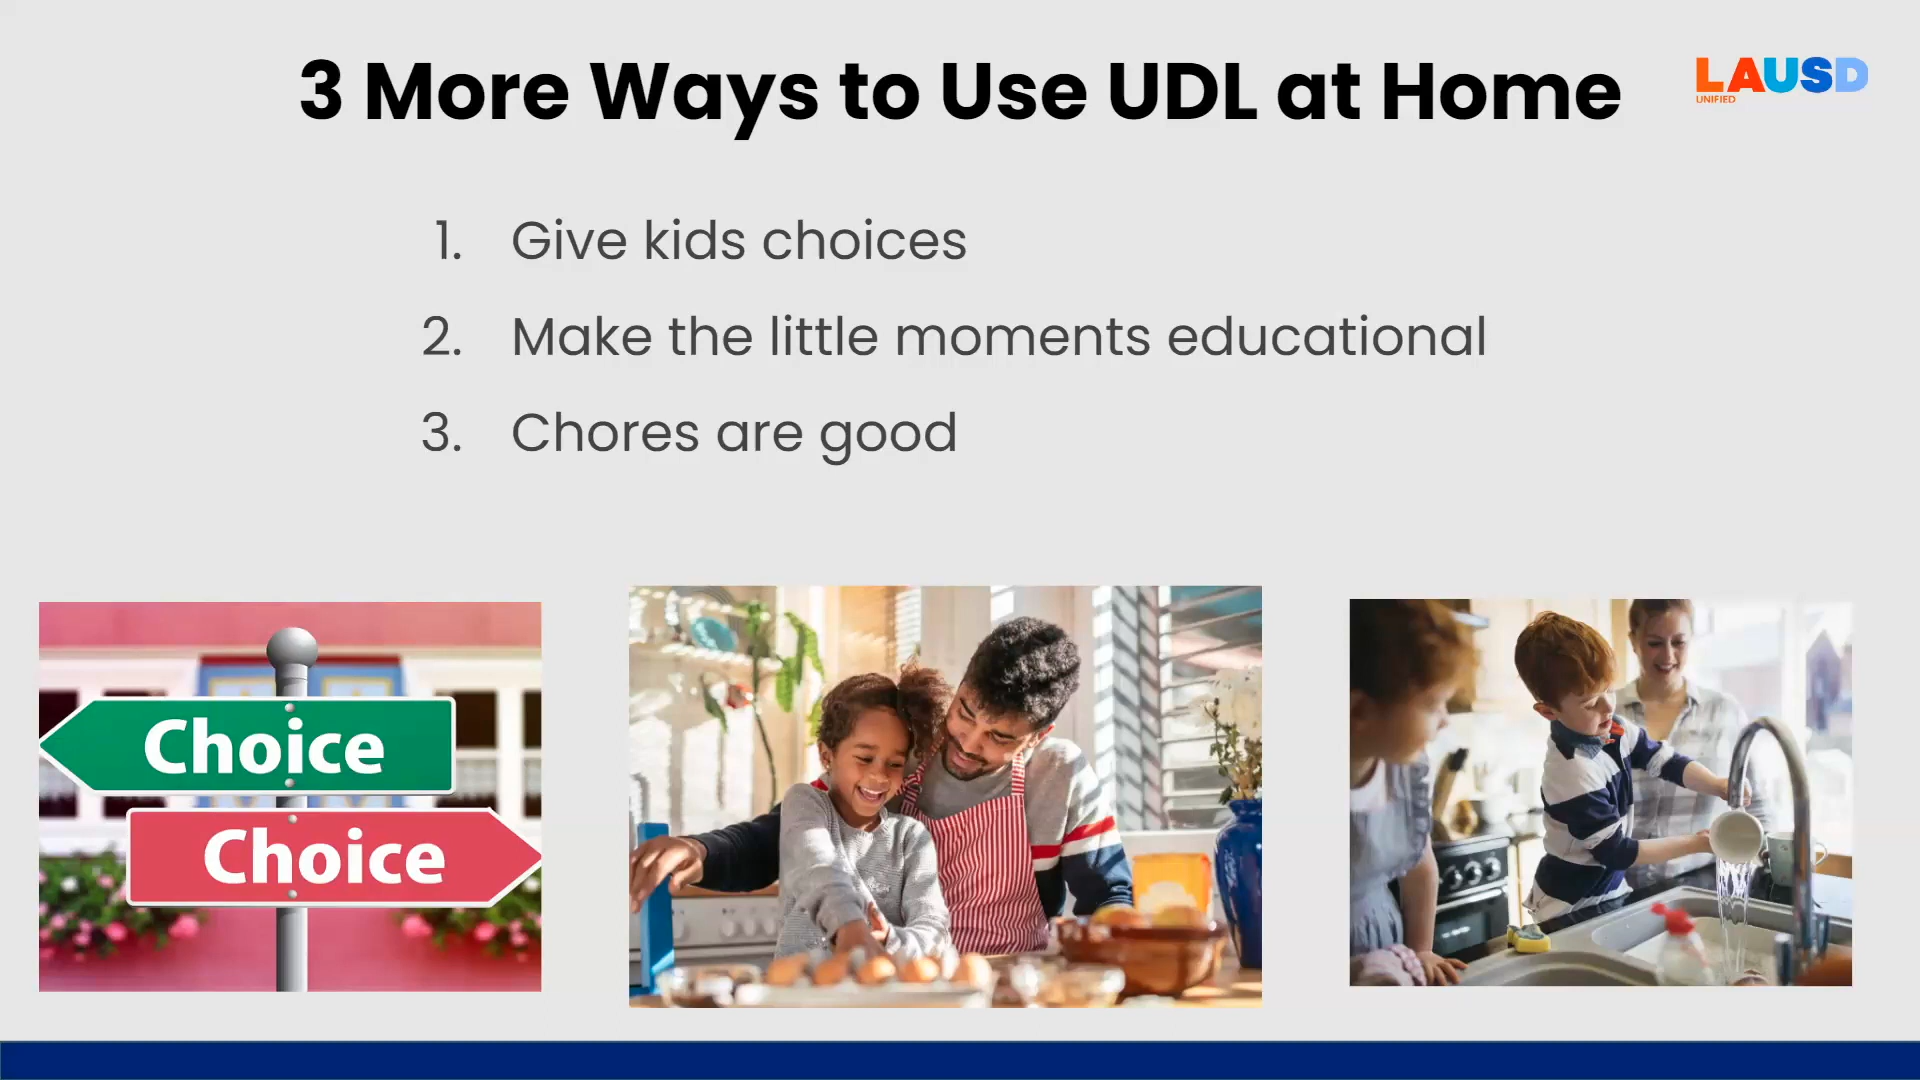 3 More Ways to Use UDL at Home
LAUSD
UNIFIED
1. Give kids choices
2. Make the little moments educational
3. Chores are good
Choice
Choice